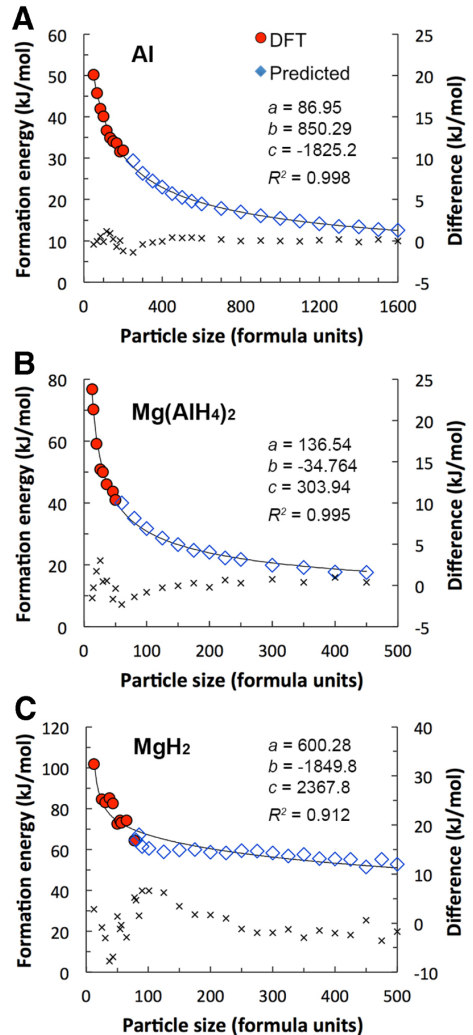 A
Al
DFT
Predicted
a = 86.95
b = 850.29
c = -1825.2
R² = 0.998
Formation energy (kJ/mol)
60
50
40
30
20
10
0
Difference (kJ/mol)
25
20
15
10
5
0
-5
0 400 800 1200 1600
Particle size (formula units)
B
Mg(AlH₄)₂
a = 136.54
b = -34.764
c = 303.94
R² = 0.995
Formation energy (kJ/mol)
80
60
40
20
0
Difference (kJ/mol)
25
20
15
10
5
0
-5
0 100 200 300 400 500
Particle size (formula units)
C
MgH₂
a = 600.28
b = -1849.8
c = 2367.8
R² = 0.912
Formation energy (kJ/mol)
120
100
80
60
40
20
0
Difference (kJ/mol)
40
30
20
10
0
-10
0 100 200 300 400 500
Particle size (formula units)